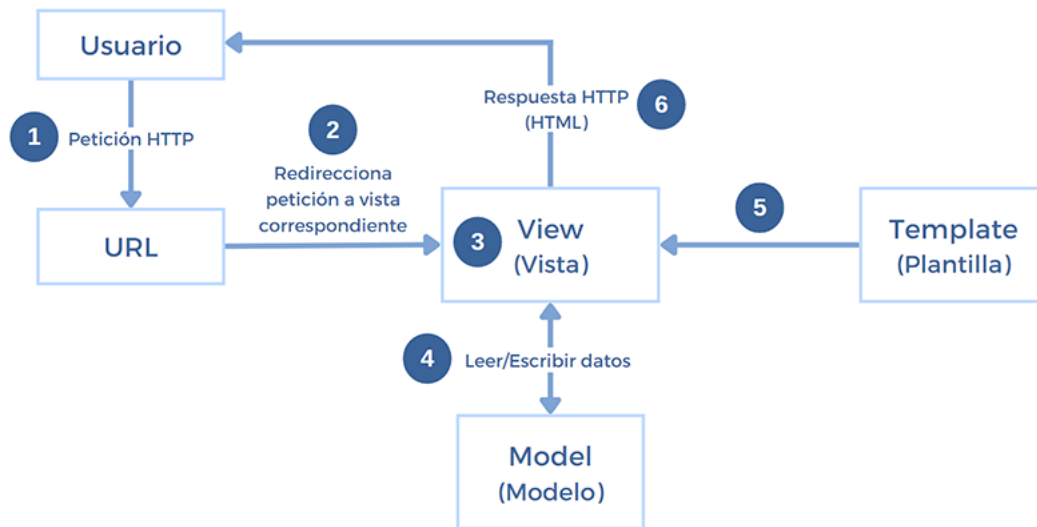 Usuario
1
Petición HTTP
2
Redirecciona
petición a vista
correspondiente
URL
3
View
(Vista)
4
Leer/Escribir datos
Model
(Modelo)
5
Template
(Plantilla)
Respuesta HTTP
(HTML)
6